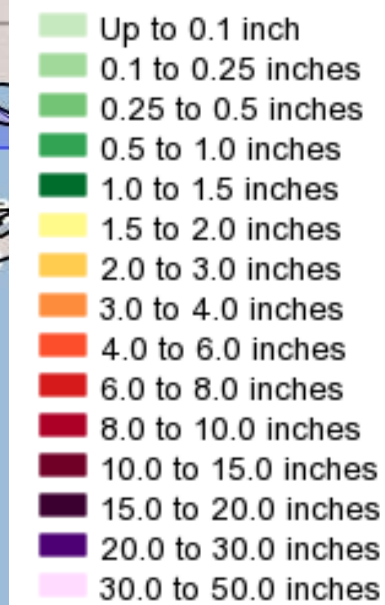 Up to 0.1 inch
0.1 to 0.25 inches
0.25 to 0.5 inches
0.5 to 1.0 inches
1.0 to 1.5 inches
1.5 to 2.0 inches
2.0 to 3.0 inches
3.0 to 4.0 inches
4.0 to 6.0 inches
6.0 to 8.0 inches
8.0 to 10.0 inches
10.0 to 15.0 inches
15.0 to 20.0 inches
20.0 to 30.0 inches
30.0 to 50.0 inches